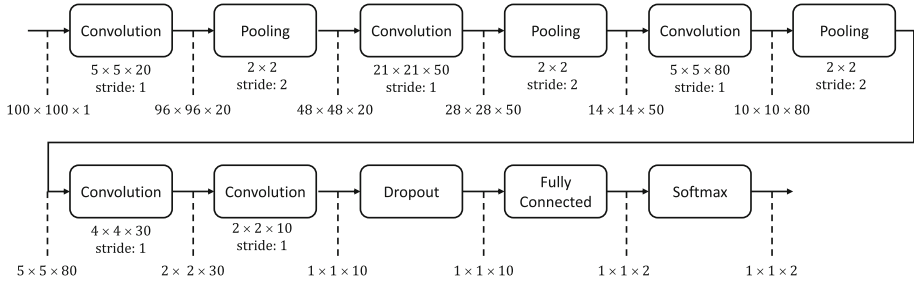 Convolution Pooling Convolution Pooling Convolution Pooling
5 × 5 × 20 2 × 2 21 × 21 × 50 2 × 2 5 × 5 × 80 2 × 2
stride: 1 stride: 2 stride: 1 stride: 2 stride: 1 stride: 2
100 × 100 × 1 96 × 96 × 20 48 × 48 × 20 28 × 28 × 50 14 × 14 × 50 10 × 10 × 80
Convolution Convolution Dropout Fully Connected Softmax
4 × 4 × 30 2 × 2 × 10
stride: 1 stride: 1
5 × 5 × 80 2 × 2 × 30 1 × 1 × 10 1 × 1 × 10 1 × 1 × 2 1 × 1 × 2